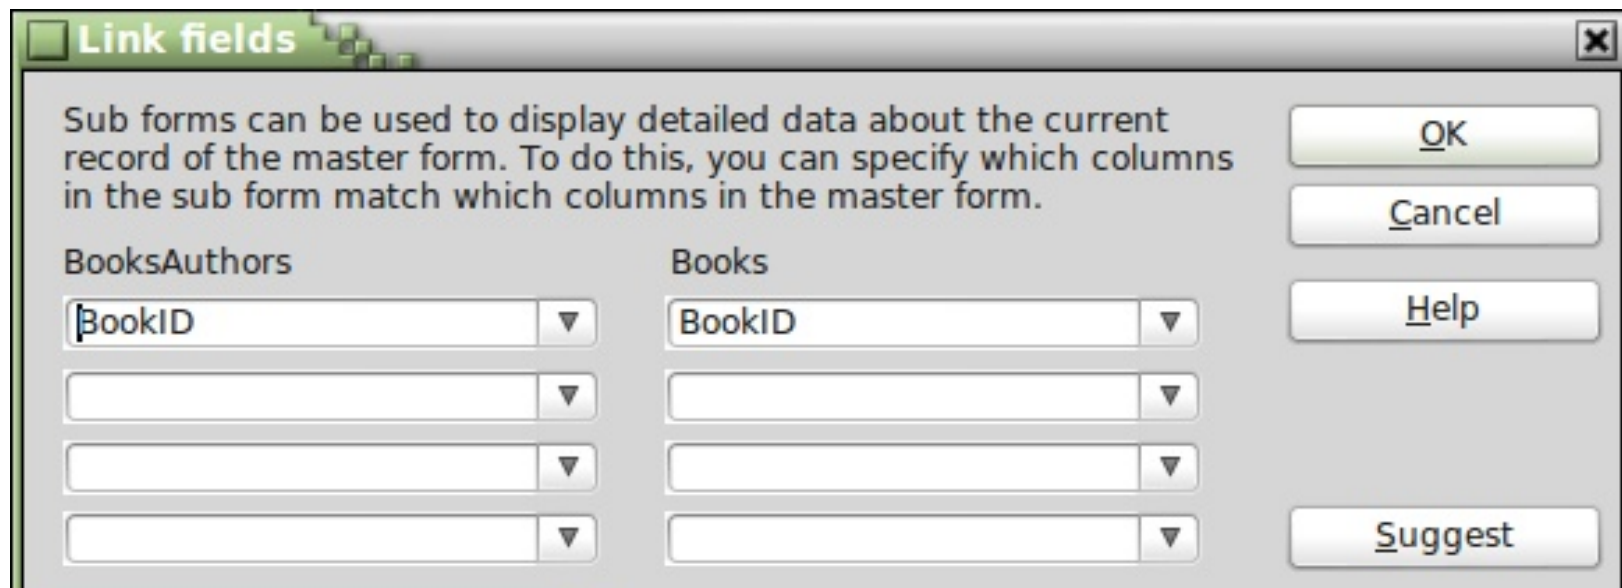 Link fields
Sub forms can be used to display detailed data about the current
record of the master form. To do this, you can specify which columns
in the sub form match which columns in the master form.
OK
Cancel
BooksAuthors Books
BookID BookID
Help
Suggest